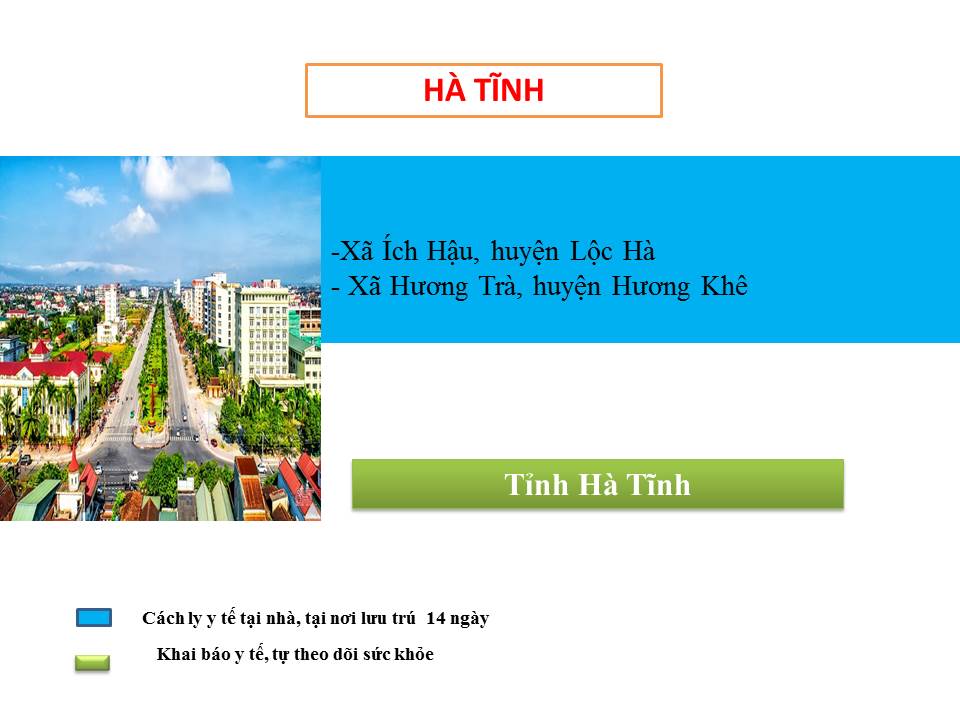 HÀ TĨNH
-Xã Ích Hậu, huyện Lộc Hà
- Xã Hương Trà, huyện Hương Khê
Tỉnh Hà Tĩnh
Cách ly y tế tại nhà, tại nơi lưu trú 14 ngày
Khai báo y tế, tự theo dõi sức khỏe